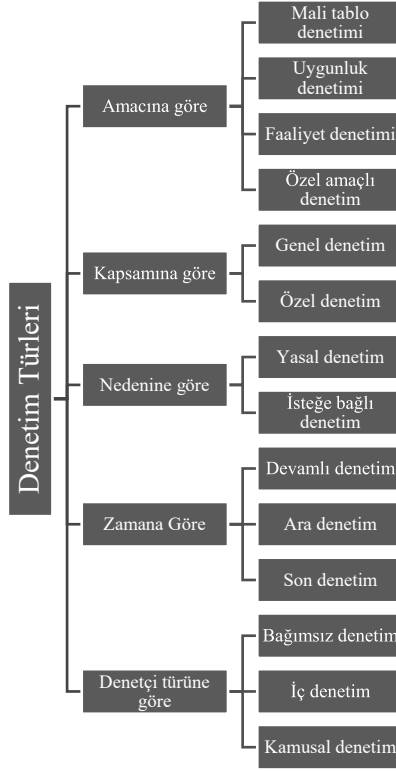 Denetim Türleri
Amacına göre
Mali tablo
denetimi
Uygunluk
denetimi
Faaliyet denetimi
Özel amaçlı
denetim
Kapsamına göre
Genel denetim
Özel denetim
Nedenine göre
Yasal denetim
İsteğe bağlı
denetim
Zamana Göre
Devamlı denetim
Ara denetim
Son denetim
Denetçi türüne
göre
Bağımsız denetim
İç denetim
Kamusal denetim